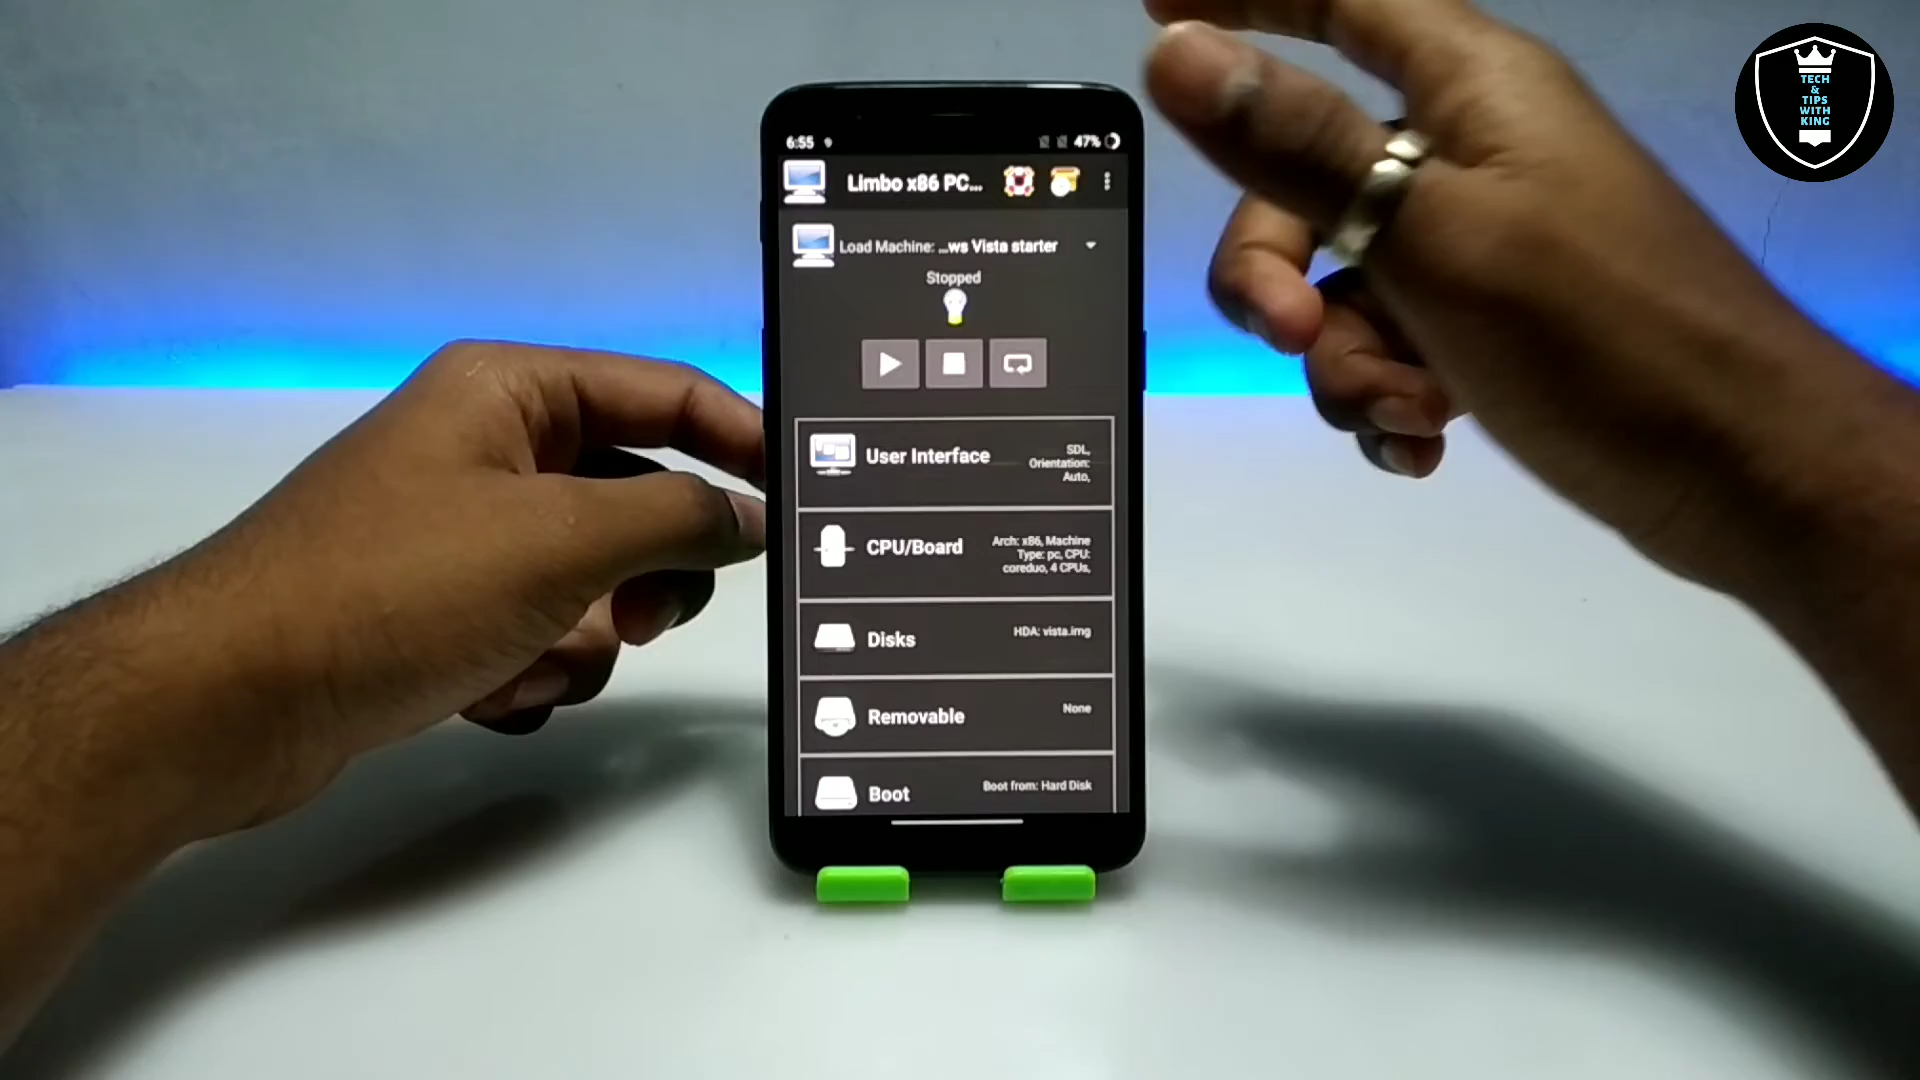 TECH
&
TIPS
WITH
KING
6:55
47%
Limbo x86 PC...
Load Machine: ...ws Vista starter
Stopped
User Interface
SDL,
Orientation:
Auto,
CPU/Board
Arch: x86, Machine
Type: pc, CPU:
coreduo, 4 CPUs,
Disks
HDA: vista.img
Removable
None
Boot
Boot from: Hard Disk